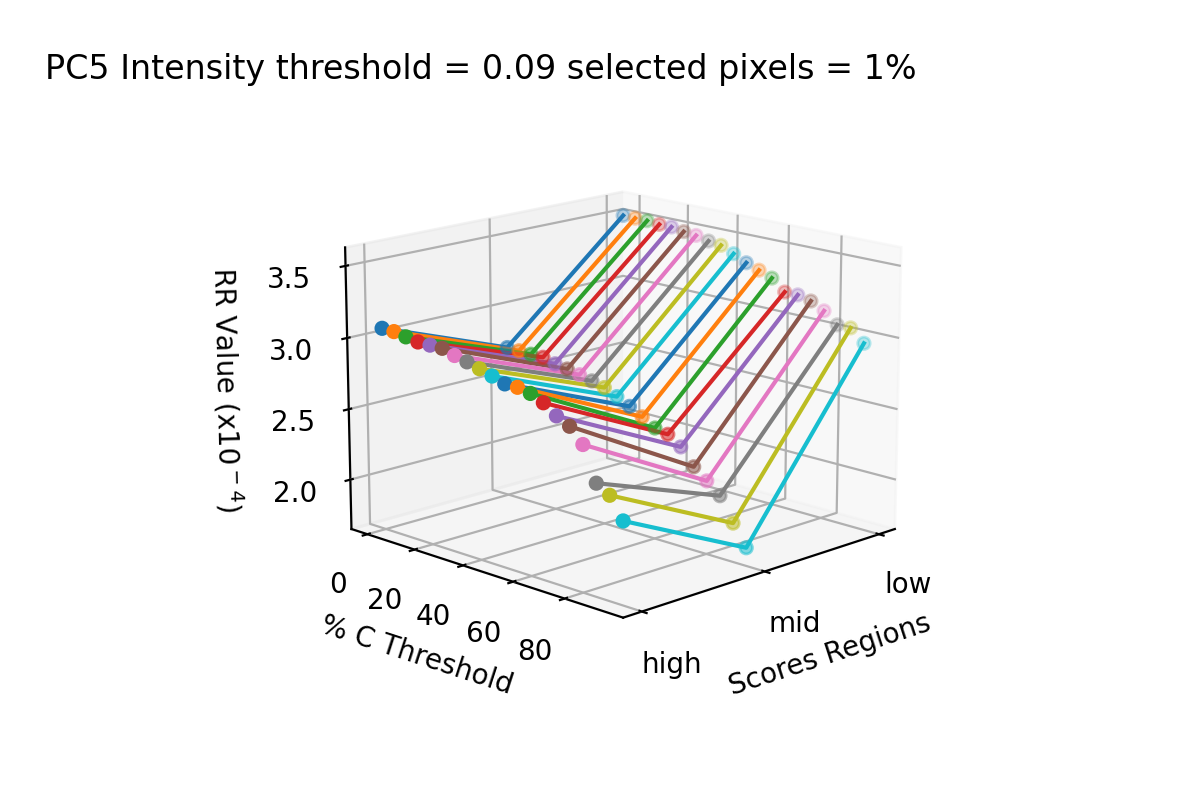 PC5 Intensity threshold = 0.09 selected pixels = 1%
RR Value (x10⁻⁴)
3.5
3.0
2.5
2.0
0
20
40
60
80
% C Threshold
high
mid
low
Scores Regions